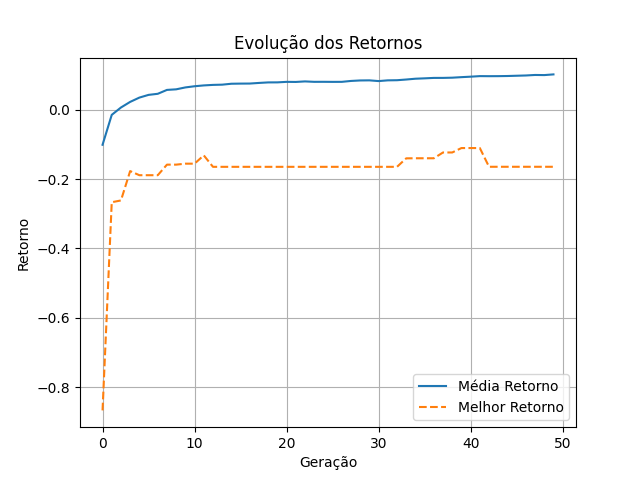 Evolução dos Retornos
Retorno
0.0
−0.2
−0.4
−0.6
−0.8
0
10
20
30
40
50
Geração
Média Retorno
Melhor Retorno